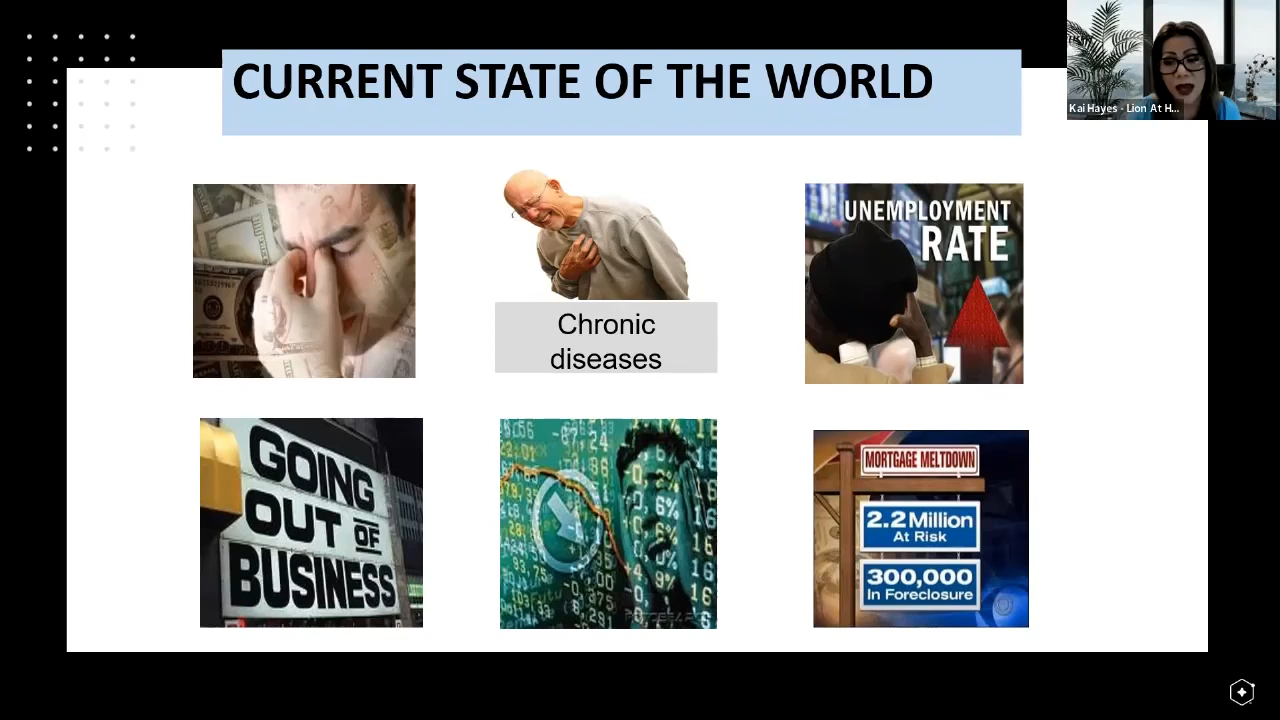 CURRENT STATE OF THE WORLD
Kai Hayes - Lion At H...
Chronic
diseases
UNEMPLOYMENT
RATE
GOING
OUT OF
BUSINESS
MORTGAGE MELTDOWN
2.2 Million
At Risk
300,000
In Foreclosure